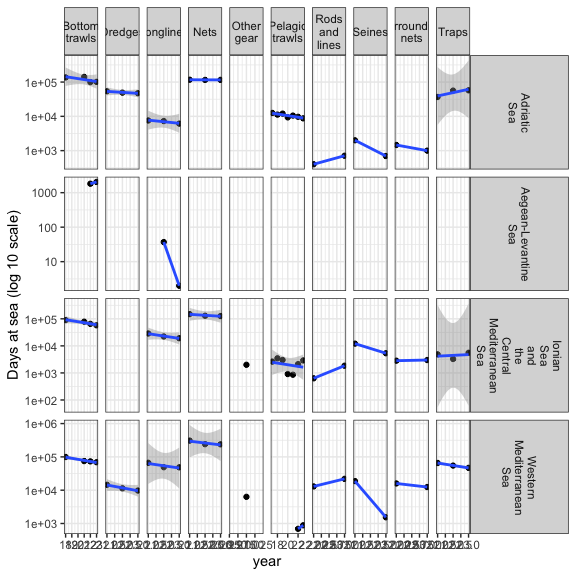 Bottom
trawls
Nets
Other
gear
Pelagic
trawls
Rods
and
lines
Seines
nets
Traps
1e+05
1e+04
1e+03
Adriatic
Sea
1000
100
10
Aegean-Levantine
Sea
1e+05
1e+04
1e+03
1e+02
Ionian
Sea
and
the
Central
Mediterranean
Sea
1e+06
1e+05
1e+04
1e+03
Western
Mediterranean
Sea
Days at sea (log 10 scale)
year